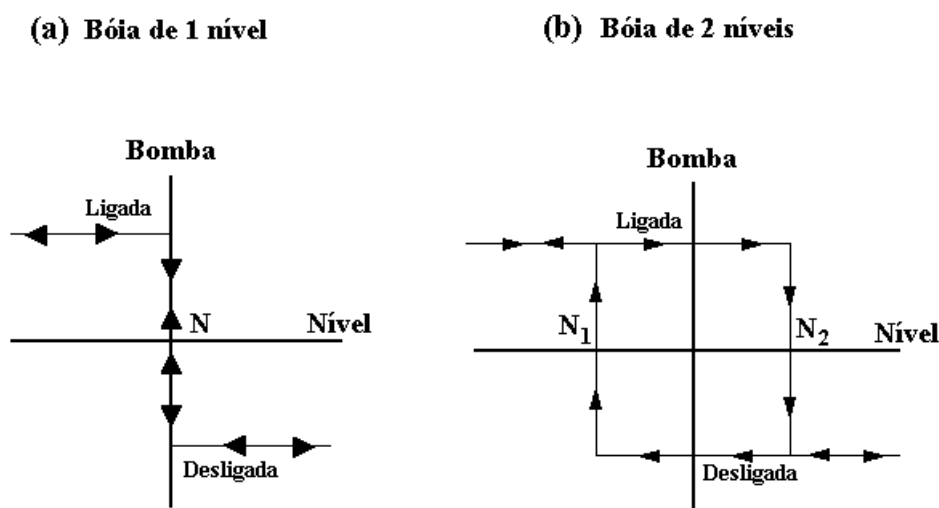 (a) Bóia de 1 nível
(b) Bóia de 2 níveis
Bomba
Ligada
N
Nível
Desligada
Bomba
Ligada
N1
N2
Nível
Desligada